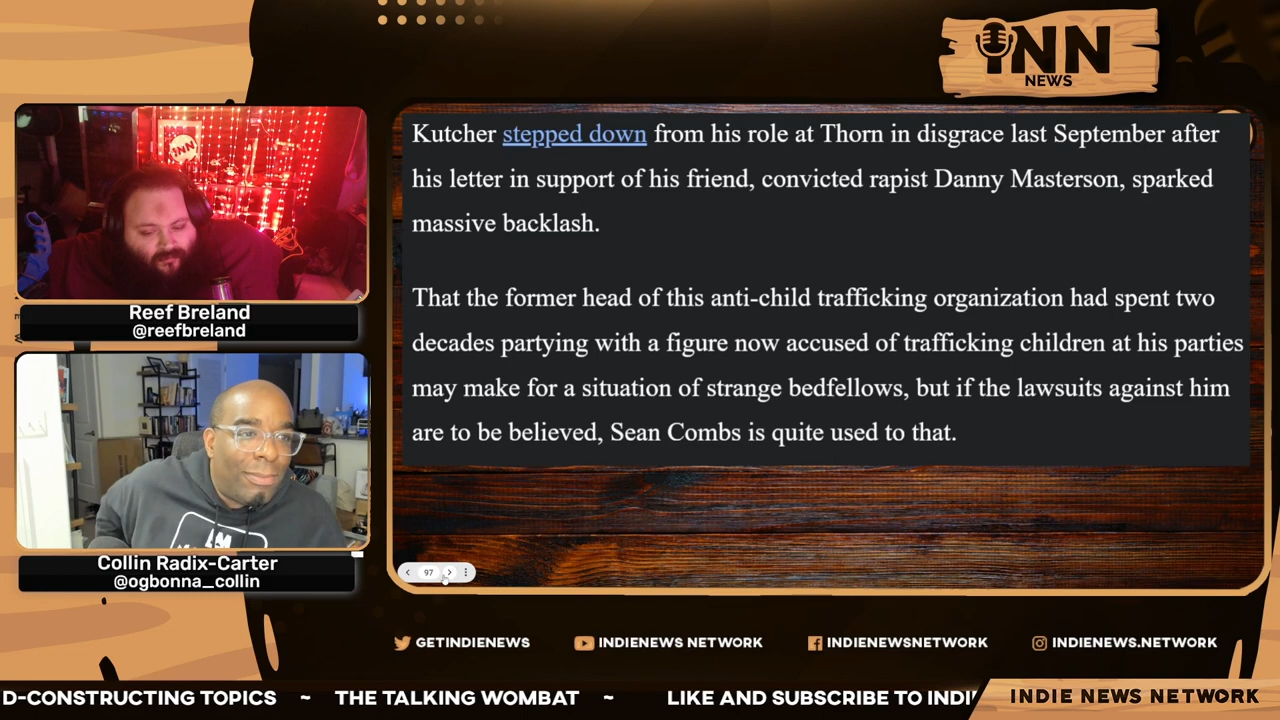 INN
NEWS
Kutcher stepped down from his role at Thorn in disgrace last September after
his letter in support of his friend, convicted rapist Danny Masterson, sparked
massive backlash.
That the former head of this anti-child trafficking organization had spent two
decades partying with a figure now accused of trafficking children at his parties
may make for a situation of strange bedfellows, but if the lawsuits against him
are to be believed, Sean Combs is quite used to that.
INN
Reef Breland
@reefbreland
I AM
Collin Radix-Carter
@ogbonna_collin
97
GETINDIENEWS
INDIENEWS NETWORK
INDIENEWSNETWORK
INDIENEWS.NETWORK
D-CONSTRUCTING TOPICS ~ THE TALKING WOMBAT ~ LIKE AND SUBSCRIBE TO INDI
INDIE NEWS NETWORK